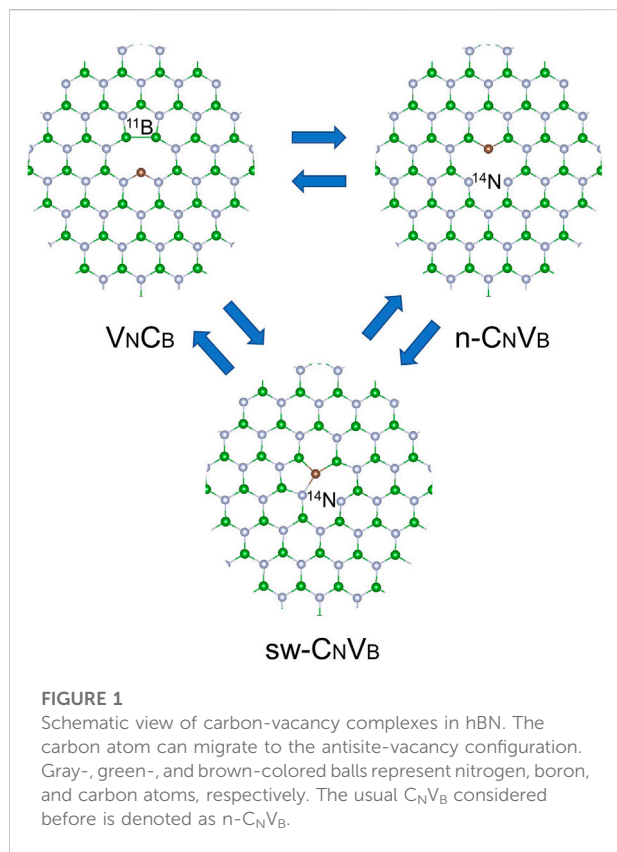 ¹¹B
¹⁴N
VNCB
n-CNVB
¹⁴N
sw-CNVB
FIGURE 1
Schematic view of carbon-vacancy complexes in hBN. The
carbon atom can migrate to the antisite-vacancy configuration.
Gray-, green-, and brown-colored balls represent nitrogen, boron,
and carbon atoms, respectively. The usual CNVB considered
before is denoted as n-CNVB.